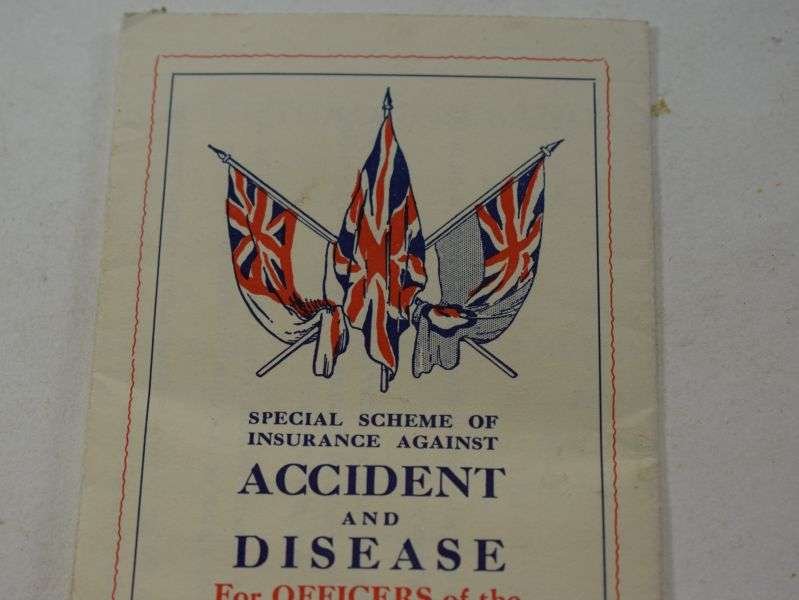 SPECIAL SCHEME OF
INSURANCE AGAINST
ACCIDENT
AND
DISEASE
For OFFICERS of the